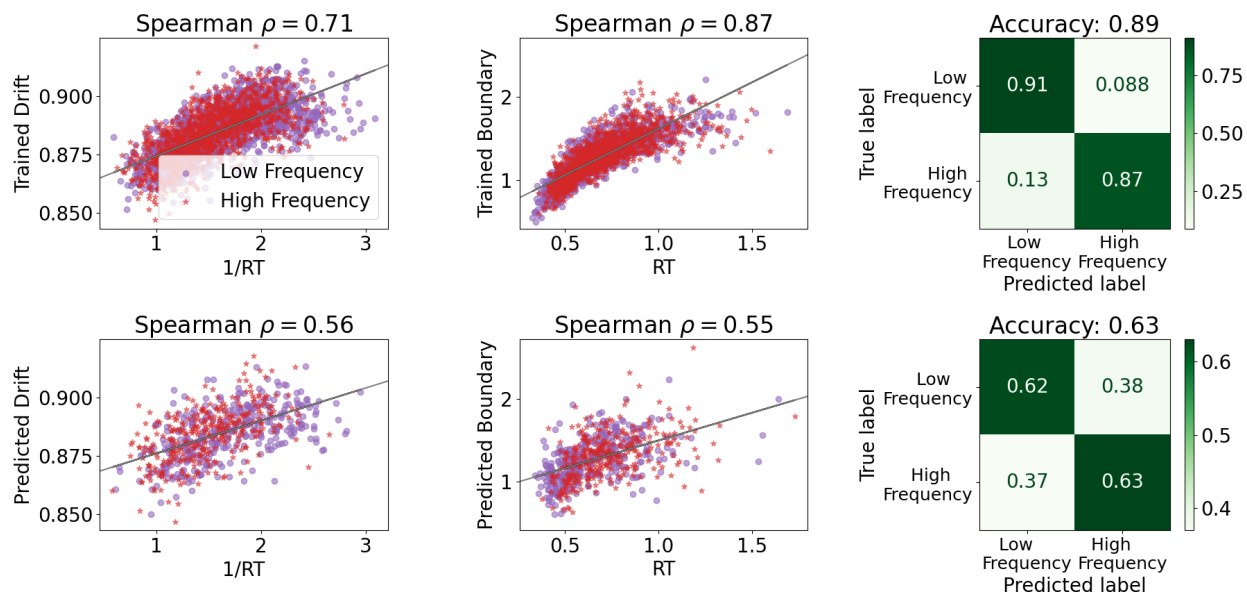 Spearman ρ = 0.71
Trained Drift
0.900
0.875
0.850
Low Frequency
High Frequency
1
2
3
1/RT
Spearman ρ = 0.87
Trained Boundary
2
1
0.5
1.0
1.5
RT
Accuracy: 0.89
True label
Low
Frequency
High
Frequency
0.91
0.088
0.13
0.87
Low
Frequency
High
Frequency
Predicted label
0.75
0.50
0.25
Spearman ρ = 0.56
Predicted Drift
0.900
0.875
0.850
1
2
3
1/RT
Spearman ρ = 0.55
Predicted Boundary
2
1
0.5
1.0
1.5
RT
Accuracy: 0.63
True label
Low
Frequency
High
Frequency
0.62
0.38
0.37
0.63
Low
Frequency
High
Frequency
Predicted label
0.6
0.5
0.4